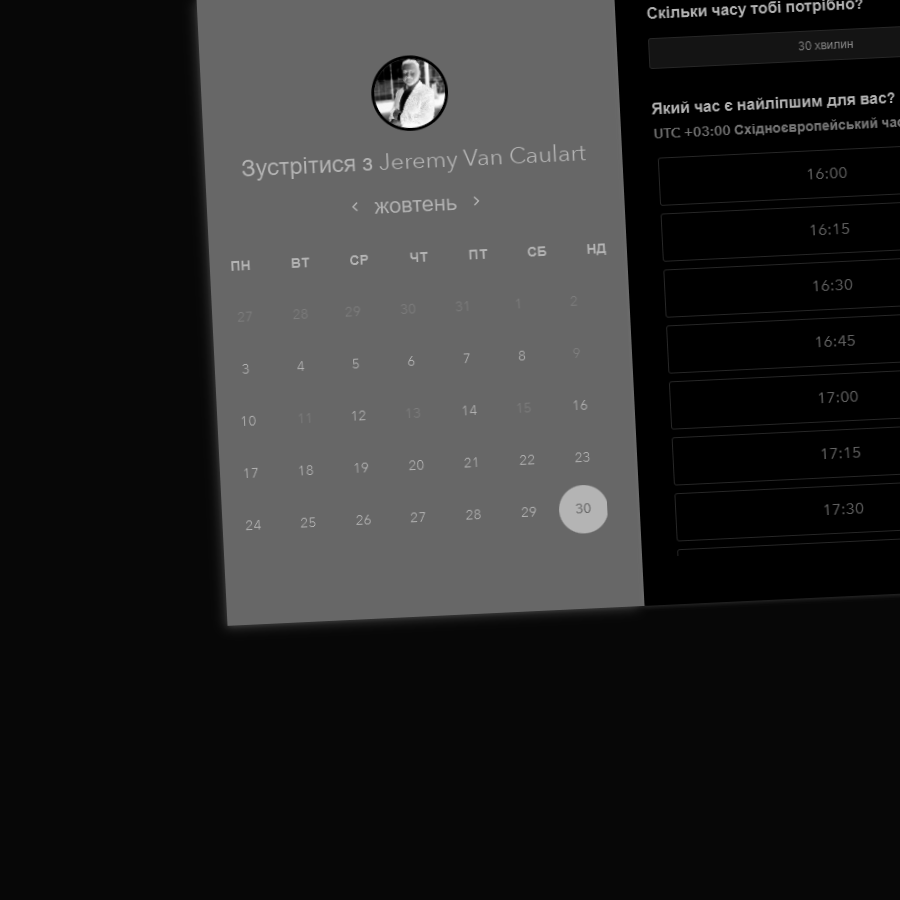 Зустрітися з Jeremy Van Caulart
жовтень
ПН ВТ СР ЧТ ПТ СБ НД
27 28 29 30 31 1 2
3 4 5 6 7 8 9
10 11 12 13 14 15 16
17 18 19 20 21 22 23
24 25 26 27 28 29 30
Скільки часу тобі потрібно?
30 хвилин
Який час є найліпшим для вас?
UTC +03:00 Східноєвропейський
16:00
16:15
16:30
16:45
17:00
17:15
17:30